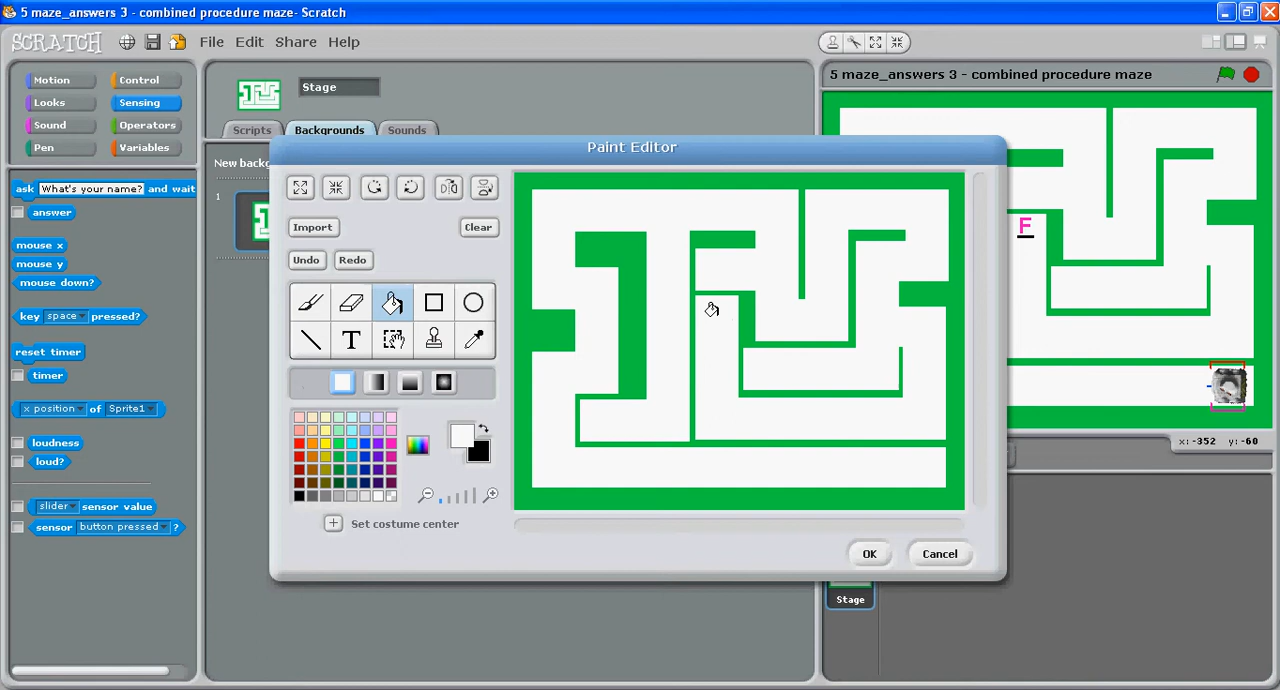 5 maze_answers 3 - combined procedure maze- Scratch
SCRATCH File Edit Share Help
Motion Control
Looks Sensing
Sound Operators
Pen Variables
Stage
Scripts Backgrounds Sounds
New backg
1
ask What's your name? and wait
answer
mouse x
mouse y
mouse down?
key space pressed?
reset timer
timer
x position of Sprite1
loudness
loud?
slider sensor value
sensor button pressed ?
Paint Editor
Import Clear
Undo Redo
T
Set costume center
OK Cancel
5 maze_answers 3 - combined procedure maze
F
x: -352 y: -60
Stage